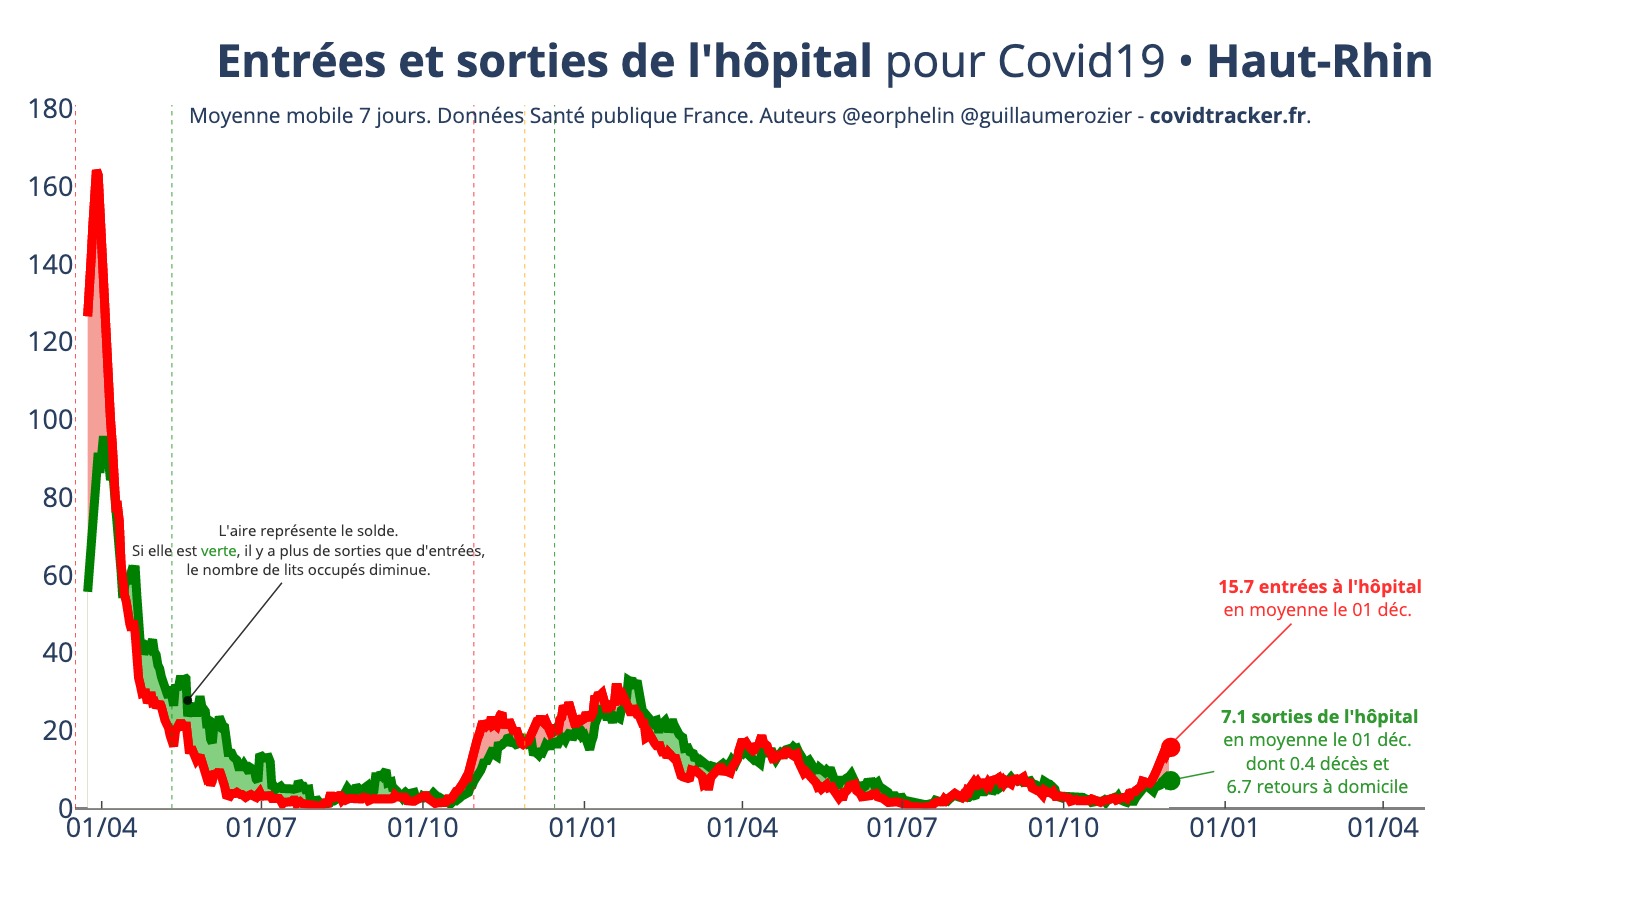 Entrées et sorties de l'hôpital pour Covid19 • Haut-Rhin
180
Moyenne mobile 7 jours. Données Santé publique France. Auteurs @eorphelin @guillaumerozier - covidtracker.fr.
160
140
120
100
80
60
40
20
0
L'aire représente le solde.
Si elle est verte, il y a plus de sorties que d'entrées,
le nombre de lits occupés diminue.
15.7 entrées à l'hôpital
en moyenne le 01 déc.
7.1 sorties de l'hôpital
en moyenne le 01 déc.
dont 0.4 décès et
6.7 retours à domicile
01/04 01/07 01/10 01/01 01/04 01/07 01/10 01/01 01/04